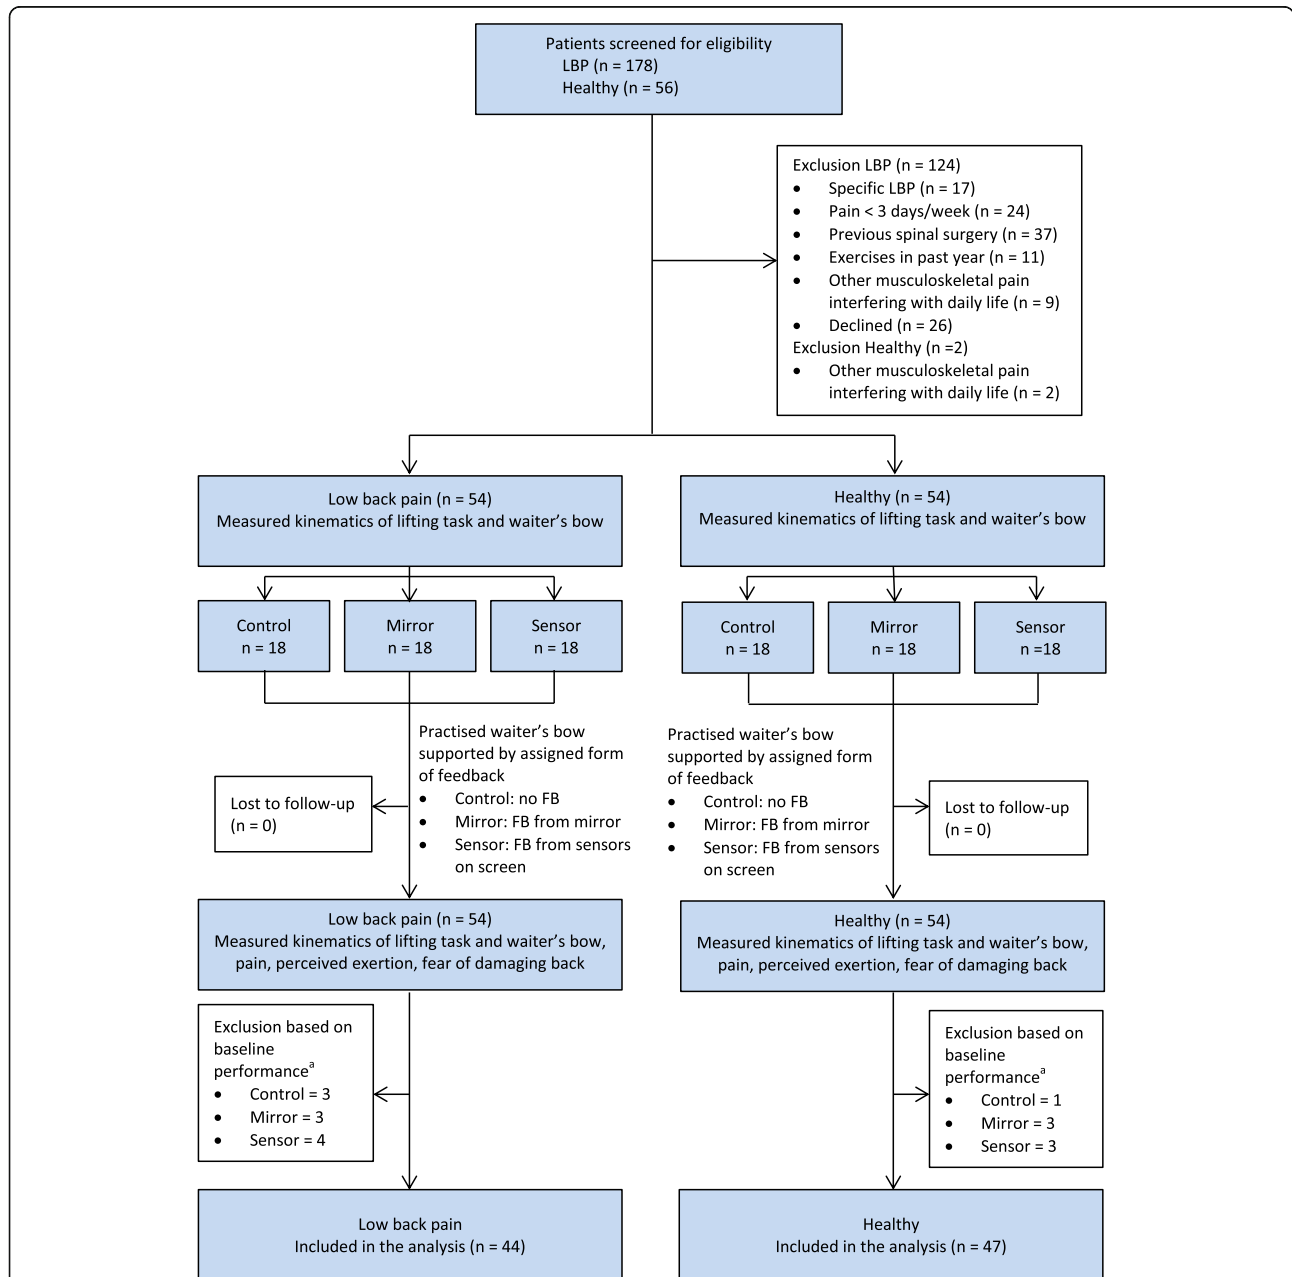 Patients screened for eligibility
LBP (n = 178)
Healthy (n = 56)
Exclusion LBP (n = 124)
• Specific LBP (n = 17)
• Pain < 3 days/week (n = 24)
• Previous spinal surgery (n = 37)
• Exercises in past year (n = 11)
• Other musculoskeletal pain
interfering with daily life (n = 9)
• Declined (n = 26)
Exclusion Healthy (n =2)
• Other musculoskeletal pain
interfering with daily life (n = 2)
Low back pain (n = 54)
Measured kinematics of lifting task and waiter’s bow
Healthy (n = 54)
Measured kinematics of lifting task and waiter’s bow
Control
n = 18
Mirror
n = 18
Sensor
n = 18
Control
n = 18
Mirror
n = 18
Sensor
n =18
Practised waiter’s bow
supported by assigned form
of feedback
• Control: no FB
• Mirror: FB from mirror
• Sensor: FB from sensors
on screen
Practised waiter’s bow
supported by assigned form
of feedback
• Control: no FB
• Mirror: FB from mirror
• Sensor: FB from sensors
on screen
Lost to follow-up
(n = 0)
Lost to follow-up
(n = 0)
Low back pain (n = 54)
Measured kinematics of lifting task and waiter’s bow,
pain, perceived exertion, fear of damaging back
Healthy (n = 54)
Measured kinematics of lifting task and waiter’s bow,
pain, perceived exertion, fear of damaging back
Exclusion based on
baseline
performanceᵃ
• Control = 3
• Mirror = 3
• Sensor = 4
Exclusion based on
baseline
performanceᵃ
• Control = 1
• Mirror = 3
• Sensor = 3
Low back pain
Included in the analysis (n = 44)
Healthy
Included in the analysis (n = 47)